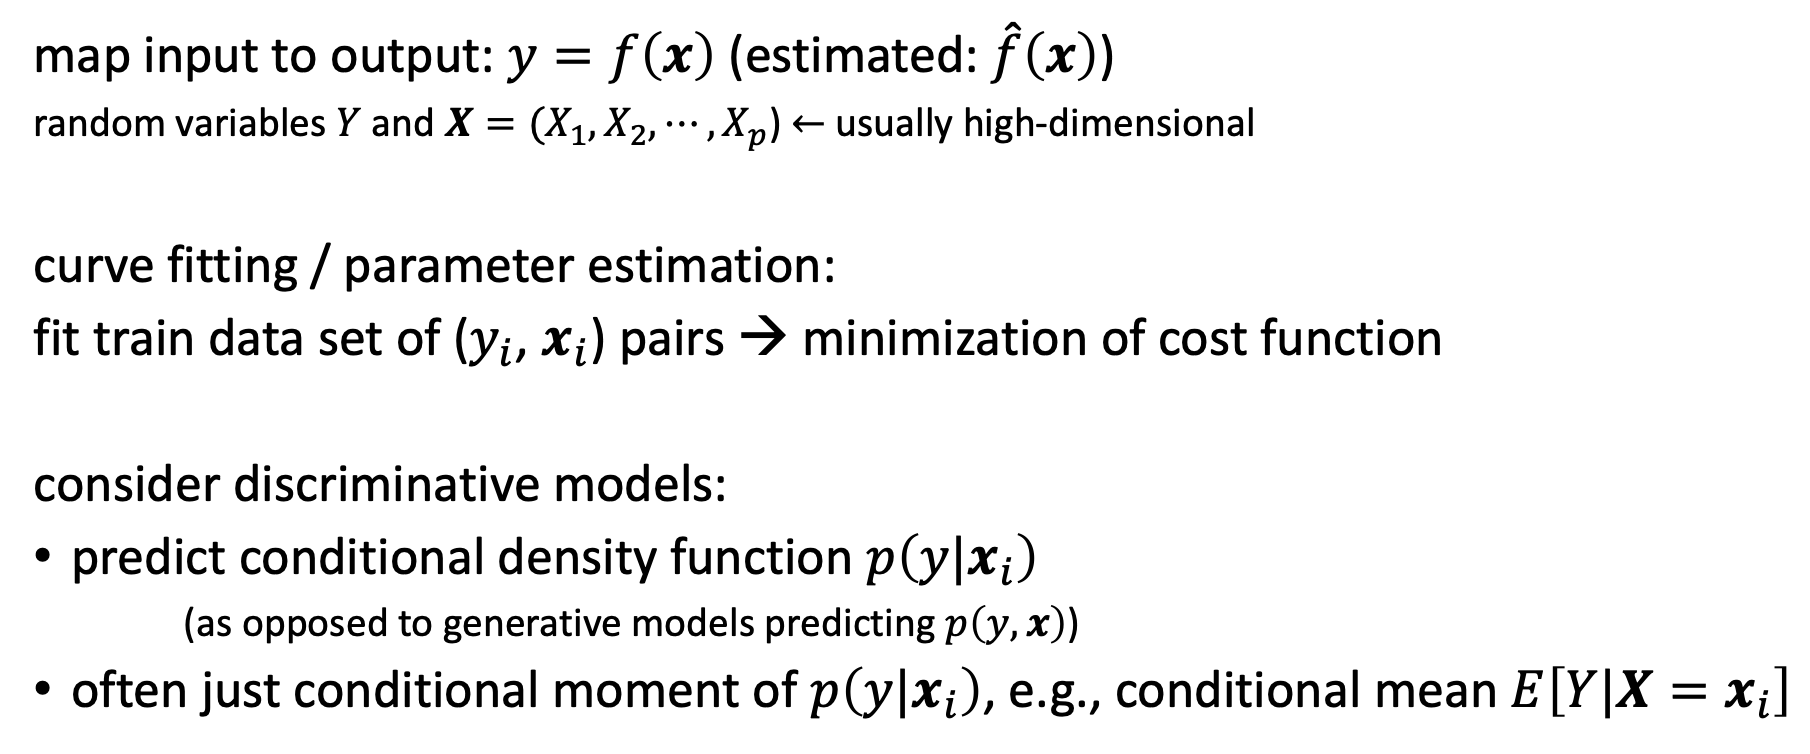 map input to output: y = f(x) (estimated: f̂(x))
random variables Y and X = (X₁, X₂, ⋯ , Xₚ) ← usually high-dimensional
curve fitting / parameter estimation:
fit train data set of (yᵢ, xᵢ) pairs → minimization of cost function
consider discriminative models:
• predict conditional density function p(y|xᵢ)
(as opposed to generative models predicting p(y, x))
• often just conditional moment of p(y|xᵢ), e.g., conditional mean E[Y|X = xᵢ]